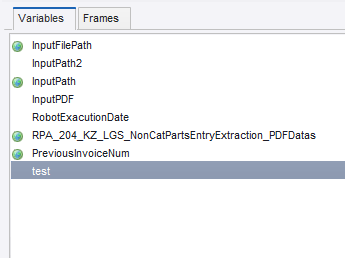 Variables Frames
InputFilePath
InputPath2
InputPath
InputPDF
RobotExacutionDate
RPA_204_KZ_LGS_NonCatPartsEntryExtraction_PDFDatas
PreviousInvoiceNum
test